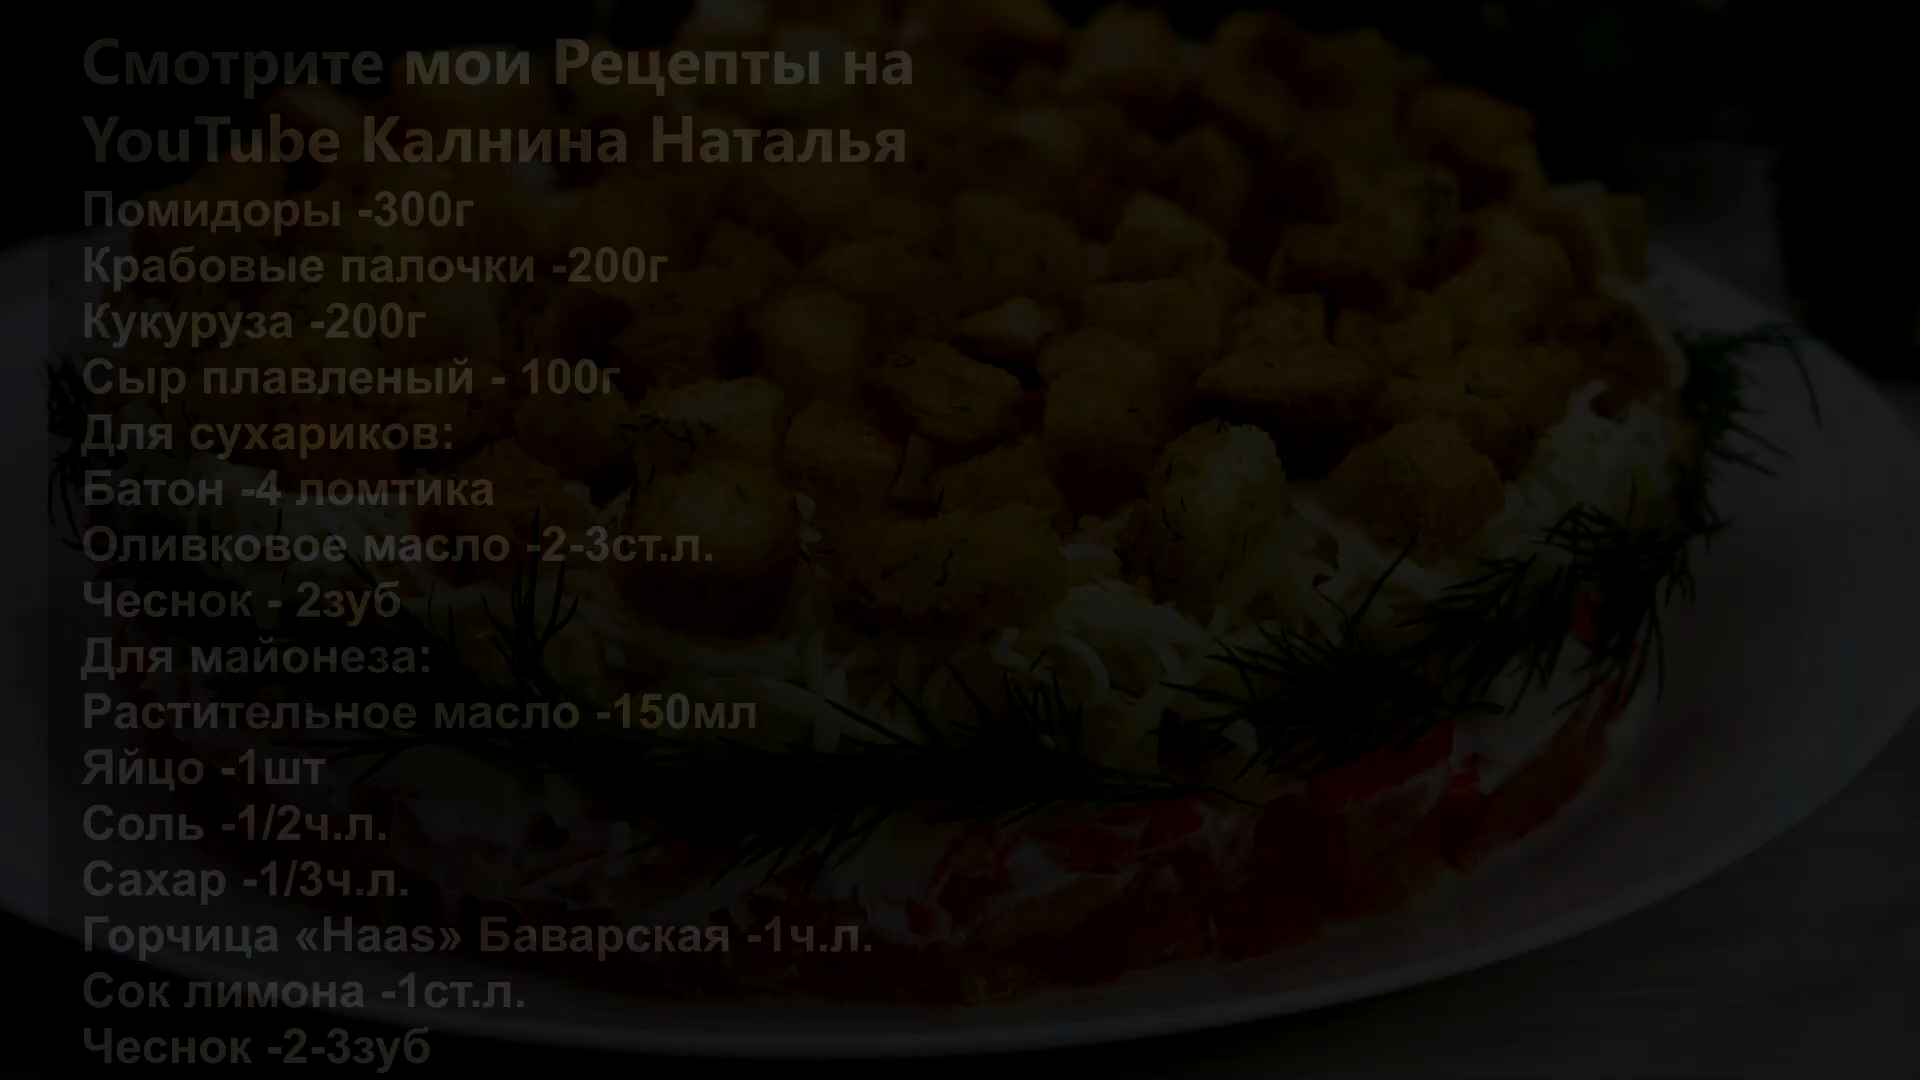 Смотрите мои Рецепты на
YouTube Калнина Наталья
Помидоры -300г
Крабовые палочки -200г
Кукуруза -200г
Сыр плавленый - 100г
Для сухариков:
Батон -4 ломтика
Оливковое масло -2-3ст.л.
Чеснок - 2зуб
Для майонеза:
Растительное масло -150мл
Яйцо -1шт
Соль -1/2ч.л.
Сахар -1/3ч.л.
Горчица «Haas» Баварская -1ч.л.
Сок лимона -1ст.л.
Чеснок -2-3зуб